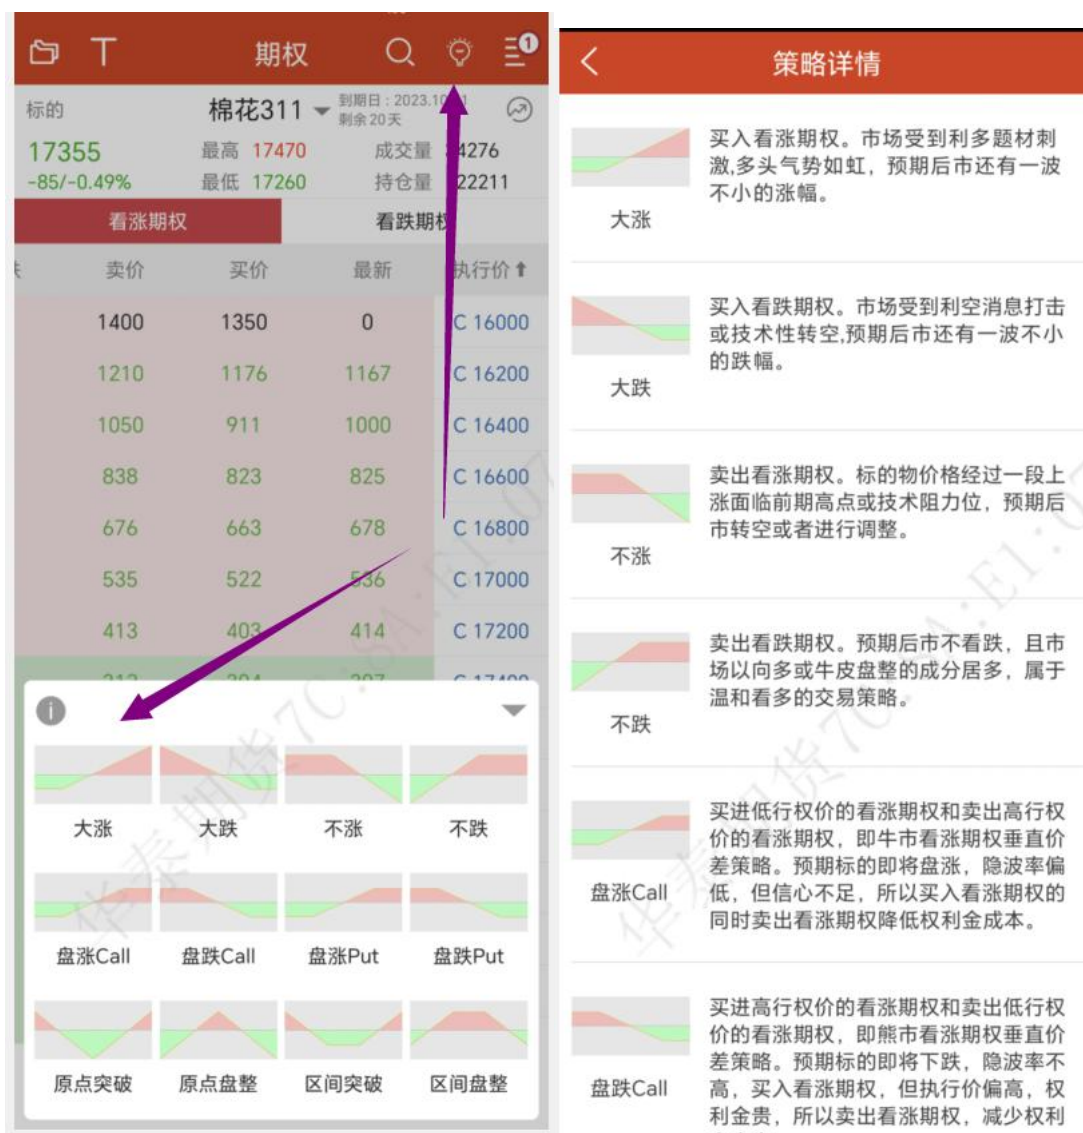 T
期权
1
标的
棉花311
到期日：2023.10
1
剩余20天
17355
最高 17470
成交量
4276
-85/-0.49%
最低 17260
持仓量
22211
看涨期权
看跌期权
卖价
买价
最新
执行价⬆
1400
1350
0
C 16000
1210
1176
1167
C 16200
1050
911
1000
C 16400
838
823
825
C 16600
676
663
678
C 16800
535
522
536
C 17000
413
403
414
C 17200
i
大涨
大跌
不涨
不跌
盘涨Call
盘跌Call
盘涨Put
盘跌Put
原点突破
原点盘整
区间突破
区间盘整
策略详情
买入看涨期权。市场受到利多题材刺
激,多头气势如虹，预期后市还有一波
不小的涨幅。
大涨
买入看跌期权。市场受到利空消息打击
或技术性转空,预期后市还有一波不小
的跌幅。
大跌
卖出看涨期权。标的物价格经过一段上
涨面临前期高点或技术阻力位，预期后
市转空或者进行调整。
不涨
卖出看跌期权。预期后市不看跌，且市
场以向多或牛皮盘整的成分居多，属于
温和看多的交易策略。
不跌
买进低行权价的看涨期权和卖出高行权
价的看涨期权，即牛市看涨期权垂直价
差策略。预期标的即将盘涨，隐波率偏
低，但信心不足，所以买入看涨期权的
同时卖出看涨期权降低权利金成本。
盘涨Call
买进高行权价的看涨期权和卖出低行权
价的看涨期权，即熊市看涨期权垂直价
差策略。预期标的即将下跌，隐波率不
高，买入看涨期权，但执行价偏高，权
利金贵，所以卖出看涨期权，减少权利
盘跌Call
华泰期货7C:8A:E1:07
华泰期货7C:8A:E1:0